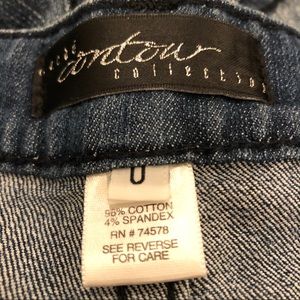 contour
collection
0
96% COTTON
4% SPANDEX
RN # 74578
SEE REVERSE
FOR CARE